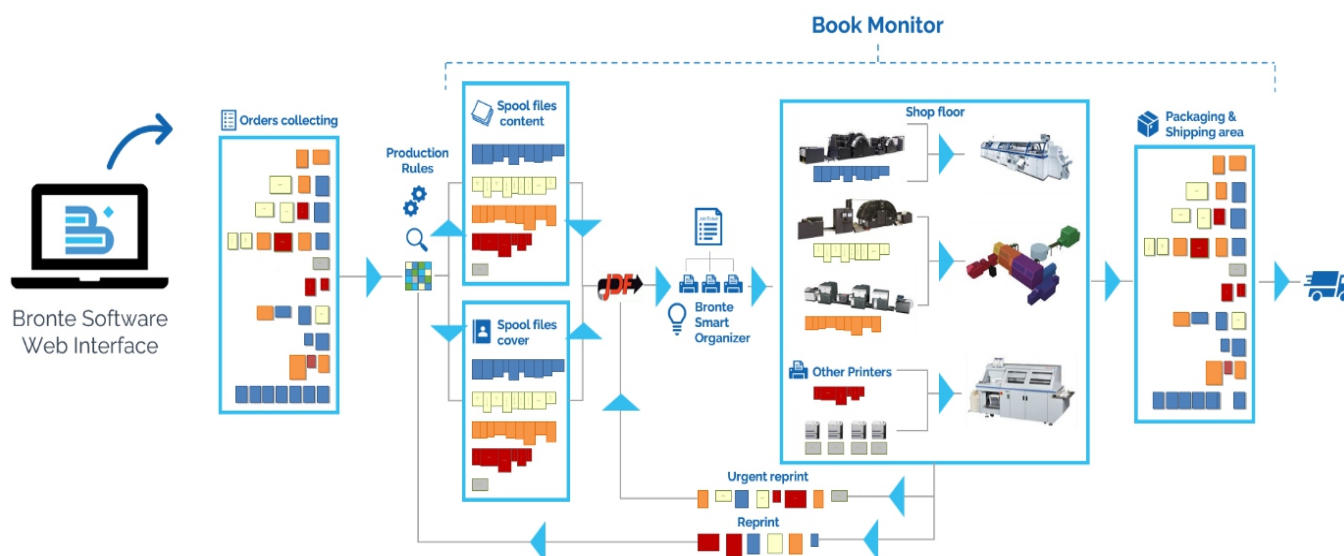 Book Monitor
Orders collecting
Spool files
content
Shop floor
Packaging &
Shipping area
Production
Rules
JDF
Bronte
Smart
Organizer
Bronte Software
Web Interface
Spool files
cover
Other Printers
Urgent reprint
Reprint